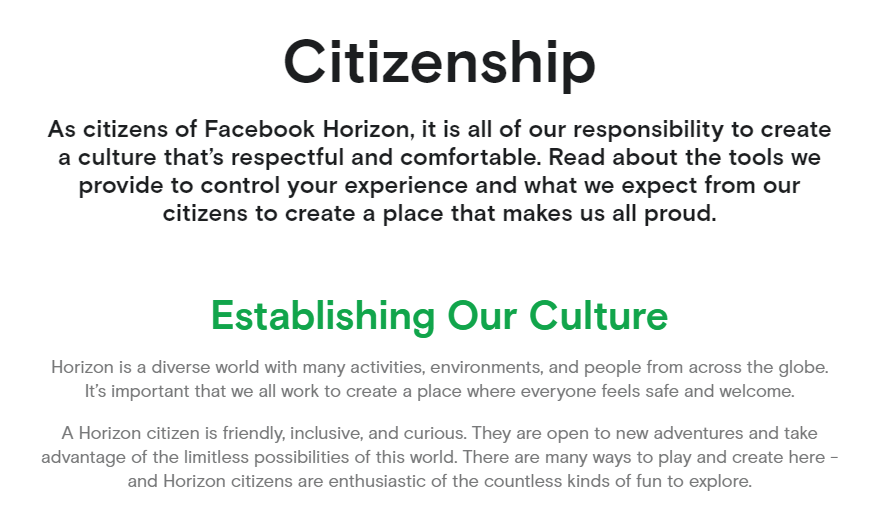 Citizenship
As citizens of Facebook Horizon, it is all of our responsibility to create
a culture that’s respectful and comfortable. Read about the tools we
provide to control your experience and what we expect from our
citizens to create a place that makes us all proud.
Establishing Our Culture
Horizon is a diverse world with many activities, environments, and people from across the globe.
It’s important that we all work to create a place where everyone feels safe and welcome.
A Horizon citizen is friendly, inclusive, and curious. They are open to new adventures and take
advantage of the limitless possibilities of this world. There are many ways to play and create here –
and Horizon citizens are enthusiastic of the countless kinds of fun to explore.